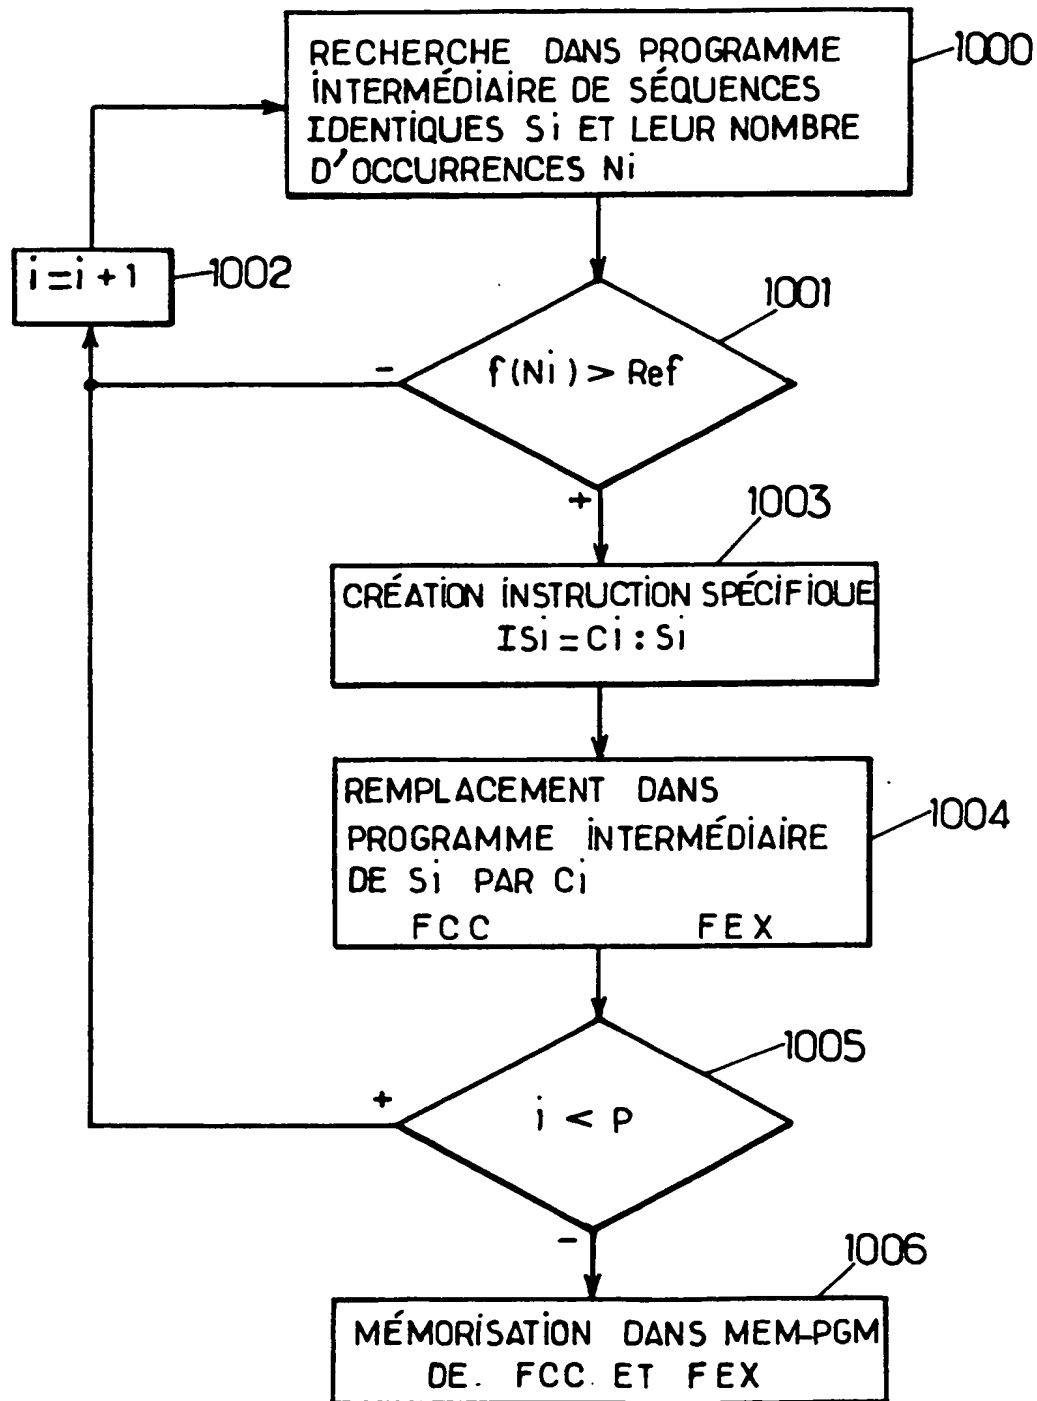 RECHERCHE DANS PROGRAMME
INTERMÉDIAIRE DE SÉQUENCES
IDENTIQUES Si ET LEUR NOMBRE
D'OCCURRENCES Ni
1000
i = i + 1
1002
1001
f(Ni) > Ref
-
+
1003
CRÉATION INSTRUCTION SPÉCIFIQUE
ISi = Ci : Si
REMPLACEMENT DANS
PROGRAMME INTERMÉDIAIRE
DE Si PAR Ci
FCC FEX
1004
1005
+
i < P
-
1006
MÉMORISATION DANS MEM-PGM
DE. FCC. ET FEX